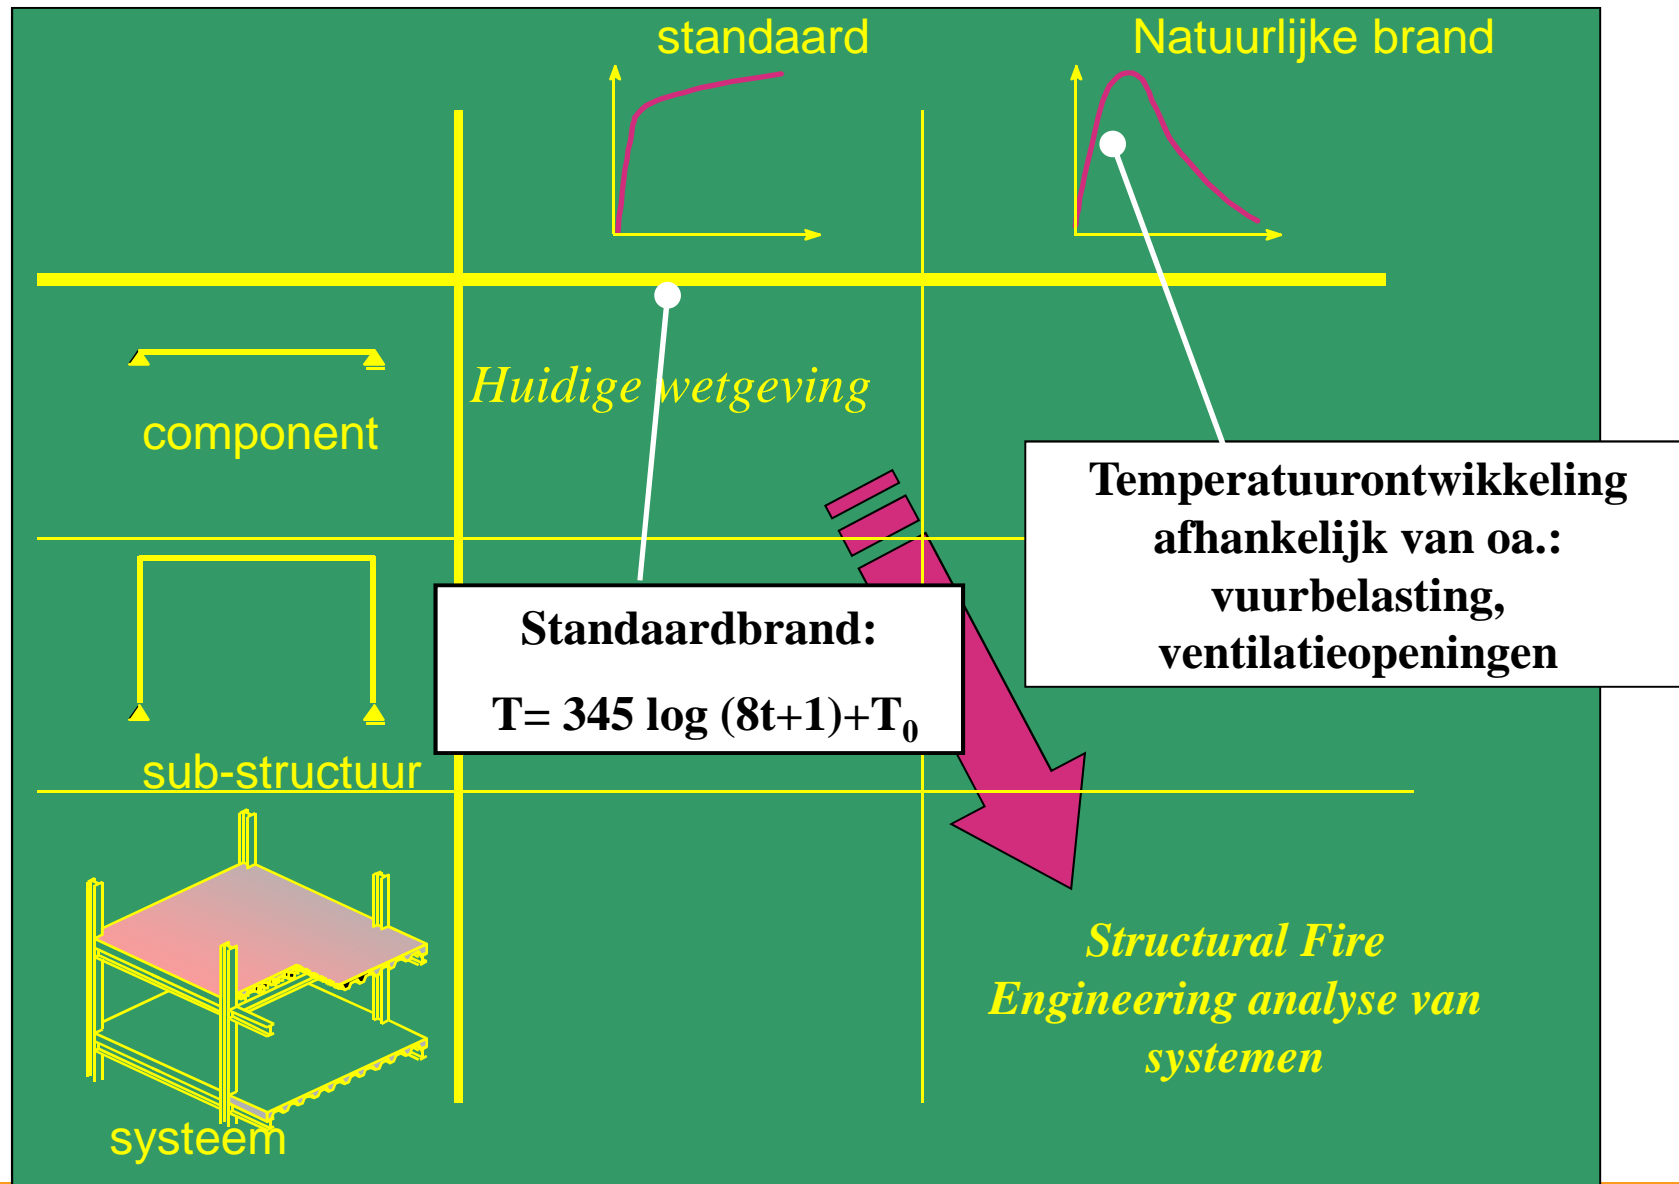 standaard
Natuurlijke brand
Huidige wetgeving
component
Temperatuurontwikkeling
afhankelijk van oa.:
vuurbelasting,
ventilatieopeningen
Standaardbrand:
T= 345 log (8t+1)+T₀
sub-structuur
Structural Fire
Engineering analyse van
systemen
systeem